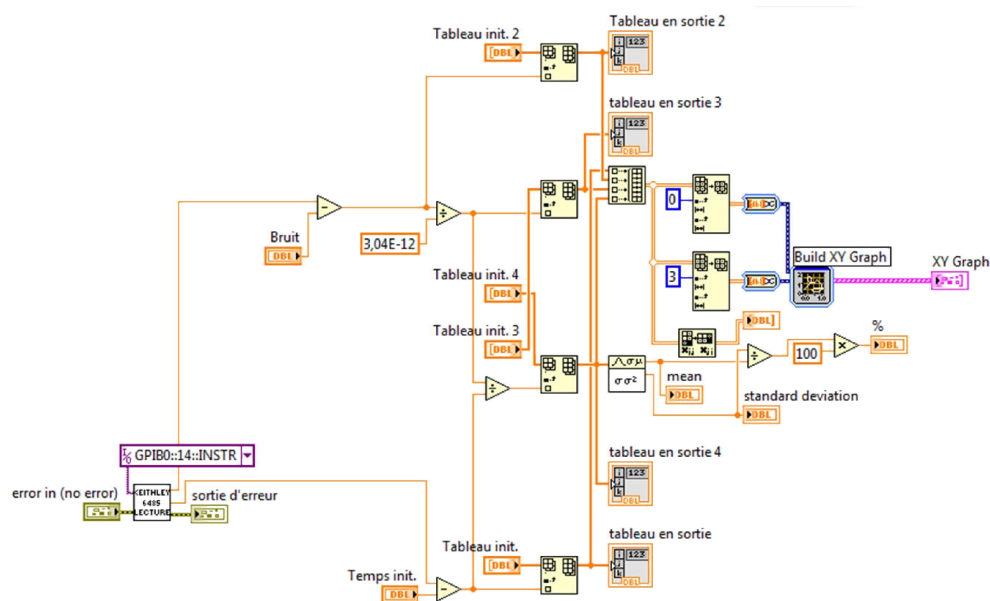 Tableau en sortie 2
Tableau init. 2
DBL
123
DBL
tableau en sortie 3
123
DBL
0
Bruit
DBL
3,04E-12
Build XY Graph
XY Graph
Tableau init. 4
DBL
3
DBL
Tableau init. 3
DBL
%
100
DBL
σμ
σσ²
mean
DBL
standard deviation
DBL
GPIB0::14::INSTR
tableau en sortie 4
123
DBL
error in (no error)
KEITHLEY
6485
LECTURE
sortie d'erreur
Tableau init.
DBL
tableau en sortie
123
DBL
Temps init.
DBL